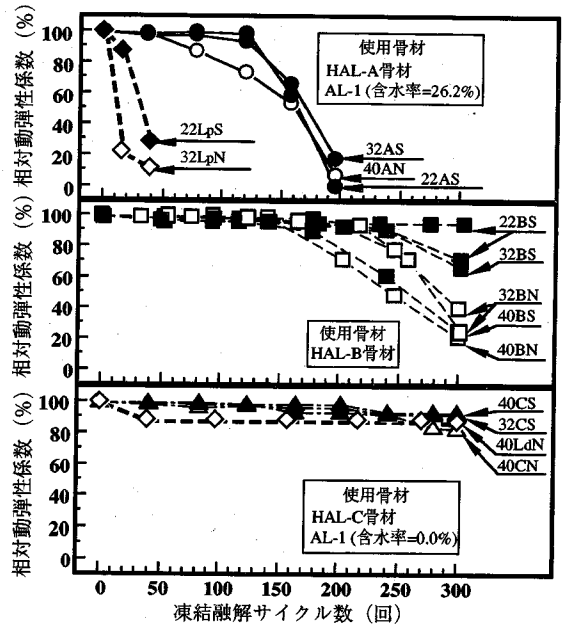 相対動弾性係数 (%)
100
80
60
40
20
0
使用骨材
HAL-A骨材
AL-1 (含水率=26.2%)
22LpS
32LpN
32AS
40AN
22AS
相対動弾性係数 (%)
100
80
60
40
20
0
使用骨材
HAL-B骨材
22BS
32BS
32BN
40BS
40BN
相対動弾性係数 (%)
100
80
60
40
20
0
使用骨材
HAL-C骨材
AL-1 (含水率=0.0%)
40CS
32CS
40LdN
40CN
0 50 100 150 200 250 300
凍結融解サイクル数 (回)